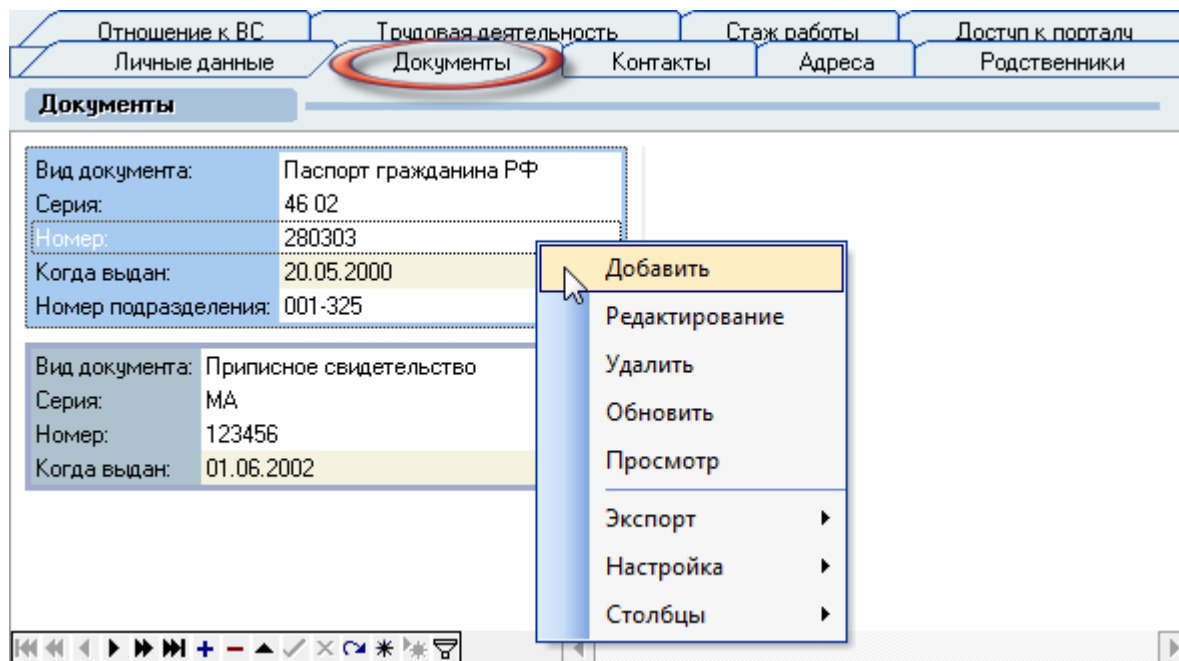 Отношение к ВС Трудовая деятельность Стаж работы Доступ к порталу
Личные данные Документы Контакты Адреса Родственники
Документы
Вид документа: Паспорт гражданина РФ
Серия: 46 02
Номер: 280303
Когда выдан: 20.05.2000
Номер подразделения: 001-325
Вид документа: Приписное свидетельство
Серия: МА
Номер: 123456
Когда выдан: 01.06.2002
Добавить
Редактирование
Удалить
Обновить
Просмотр
Экспорт
Настройка
Столбцы